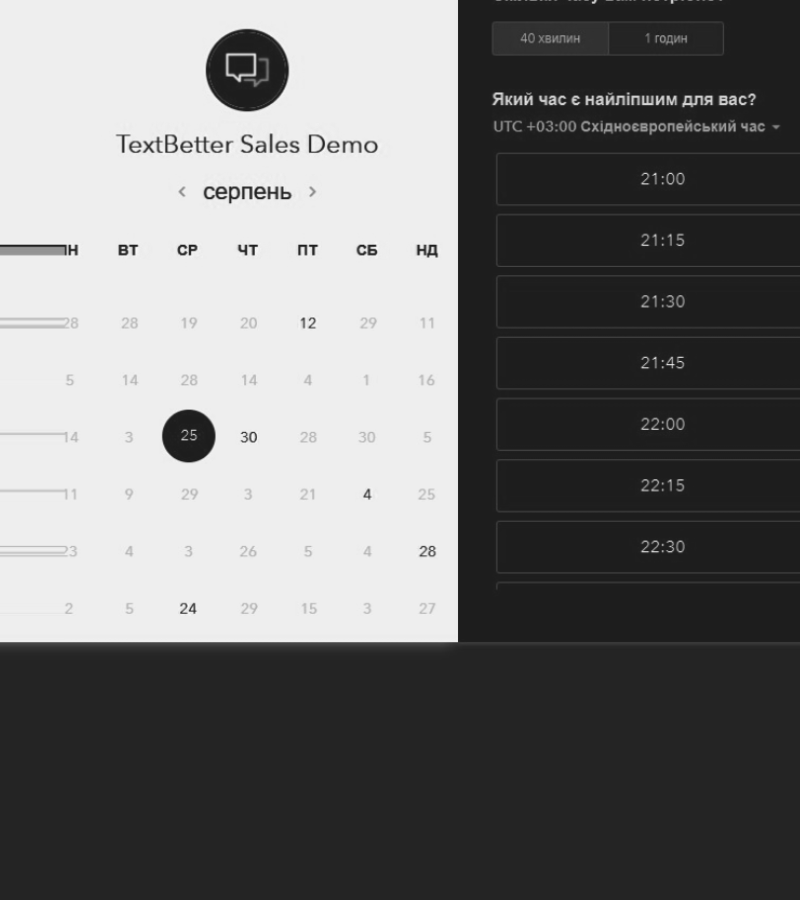 TextBetter Sales Demo
серпень
ВТ СР ЧТ ПТ СБ НД
28 28 19 20 12 29 11
5 14 28 14 4 1 16
14 3 25 30 28 30 5
11 9 29 3 21 4 25
23 4 3 26 5 4 28
2 5 24 29 15 3 27
40 хвилин 1 годин
Який час є найліпшим для вас?
UTC +03:00 Східноєвропейський час
21:00
21:15
21:30
21:45
22:00
22:15
22:30